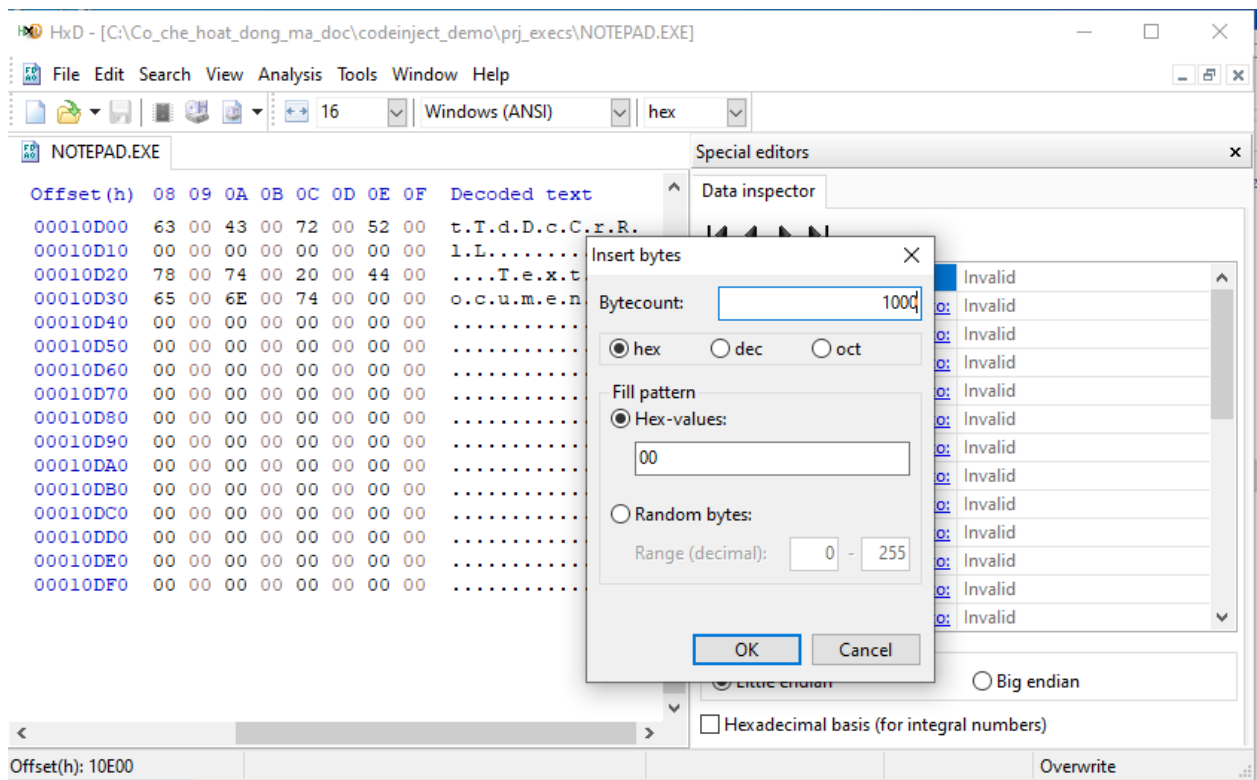 HxD - [C:\Co_che_hoat_dong_ma_doc\codeinject_demo\prj_execs\NOTEPAD.EXE]
File Edit Search View Analysis Tools Window Help
16 Windows (ANSI) hex
NOTEPAD.EXE
Special editors
Data inspector
Offset(h) 08 09 0A 0B 0C 0D 0E 0F Decoded text
00010D00 63 00 43 00 72 00 52 00 t.T.d.D.c.C.r.R.
00010D10 00 00 00 00 00 00 00 00 l.L.........
00010D20 78 00 74 00 20 00 44 00 ....T.e.x.t.
00010D30 65 00 6E 00 74 00 00 00 o.c.u.m.e.n.
00010D40 00 00 00 00 00 00 00 00 ............
00010D50 00 00 00 00 00 00 00 00 ............
00010D60 00 00 00 00 00 00 00 00 ............
00010D70 00 00 00 00 00 00 00 00 ............
00010D80 00 00 00 00 00 00 00 00 ............
00010D90 00 00 00 00 00 00 00 00 ............
00010DA0 00 00 00 00 00 00 00 00 ............
00010DB0 00 00 00 00 00 00 00 00 ............
00010DC0 00 00 00 00 00 00 00 00 ............
00010DD0 00 00 00 00 00 00 00 00 ............
00010DE0 00 00 00 00 00 00 00 00 ............
00010DF0 00 00 00 00 00 00 00 00 ............
Insert bytes
Bytecount: 1000
hex dec oct
Fill pattern
Hex-values:
00
Random bytes:
Range (decimal): 0 - 255
OK Cancel
Invalid
o: Invalid
o: Invalid
o: Invalid
o: Invalid
o: Invalid
o: Invalid
o: Invalid
o: Invalid
o: Invalid
o: Invalid
o: Invalid
o: Invalid
Little endian Big endian
Hexadecimal basis (for integral numbers)
Offset(h): 10E00 Overwrite